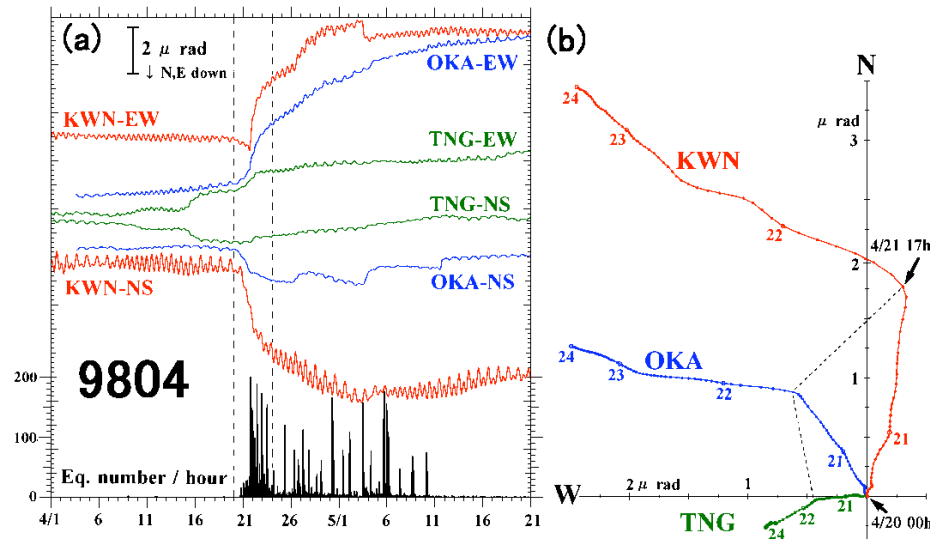 (a)
2 μ rad
↓ N,E down
KWN-EW
OKA-EW
TNG-EW
TNG-NS
KWN-NS
OKA-NS
9804
200
100
0
Eq. number / hour
4/1 6 11 16 21 26 5/1 6 11 16 21
(b)
N
μ rad
3
24
23
KWN
22
4/21 17h
2
21
1
OKA
24
23
22
21
W
2 μ rad
1
TNG
24
22
21
4/20 00h